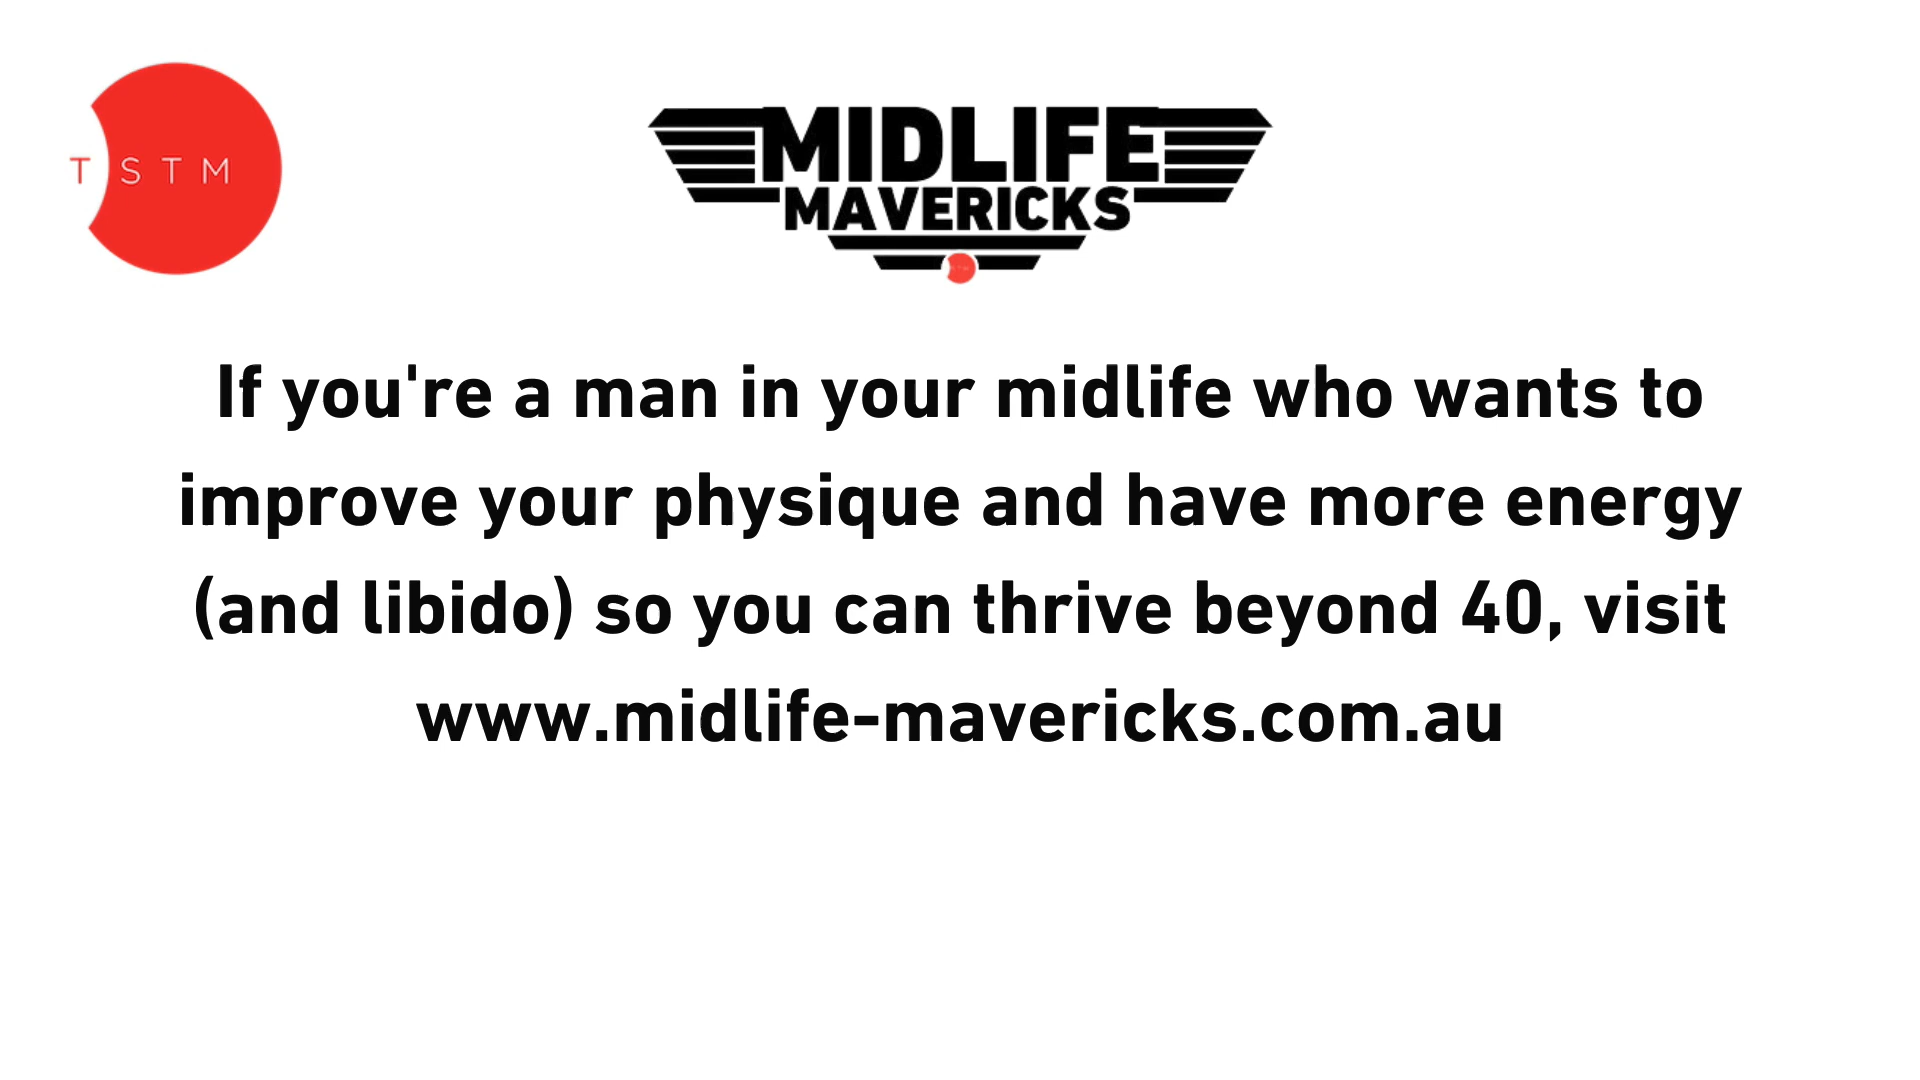 T S T M
MIDLIFE
MAVERICKS
If you're a man in your midlife who wants to
improve your physique and have more energy
(and libido) so you can thrive beyond 40, visit
www.midlife-mavericks.com.au